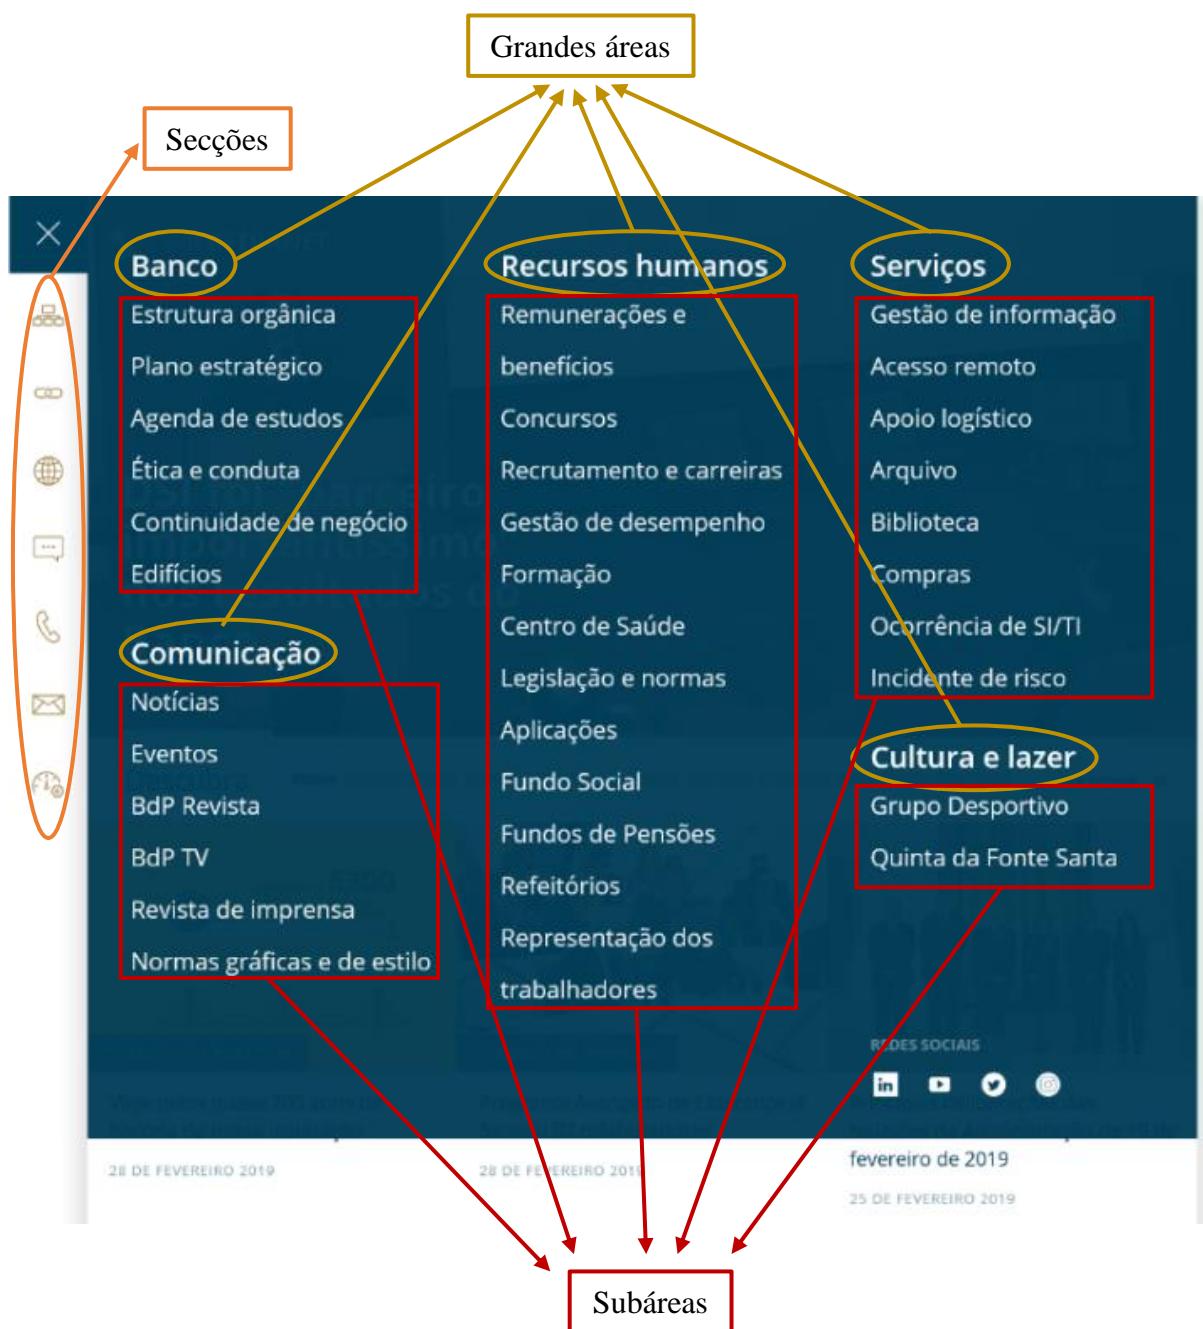 Grandes áreas
Secções
Banco
Estrutura orgânica
Plano estratégico
Agenda de estudos
Ética e conduta
Continuidade de negócio
Edifícios
Comunicação
Notícias
Eventos
BdP Revista
BdP TV
Revista de imprensa
Normas gráficas e de estilo
Recursos humanos
Remunerações e
benefícios
Concursos
Recrutamento e carreiras
Gestão de desempenho
Formação
Centro de Saúde
Legislação e normas
Aplicações
Fundo Social
Fundos de Pensões
Refeitórios
Representação dos
trabalhadores
Serviços
Gestão de informação
Acesso remoto
Apoio logístico
Arquivo
Biblioteca
Compras
Ocorrência de SI/TI
Incidente de risco
Cultura e lazer
Grupo Desportivo
Quinta da Fonte Santa
REDES SOCIAIS
in
28 DE FEVEREIRO 2019
28 DE FEVEREIRO 2019
fevereiro de 2019
25 DE FEVEREIRO 2019
Subáreas